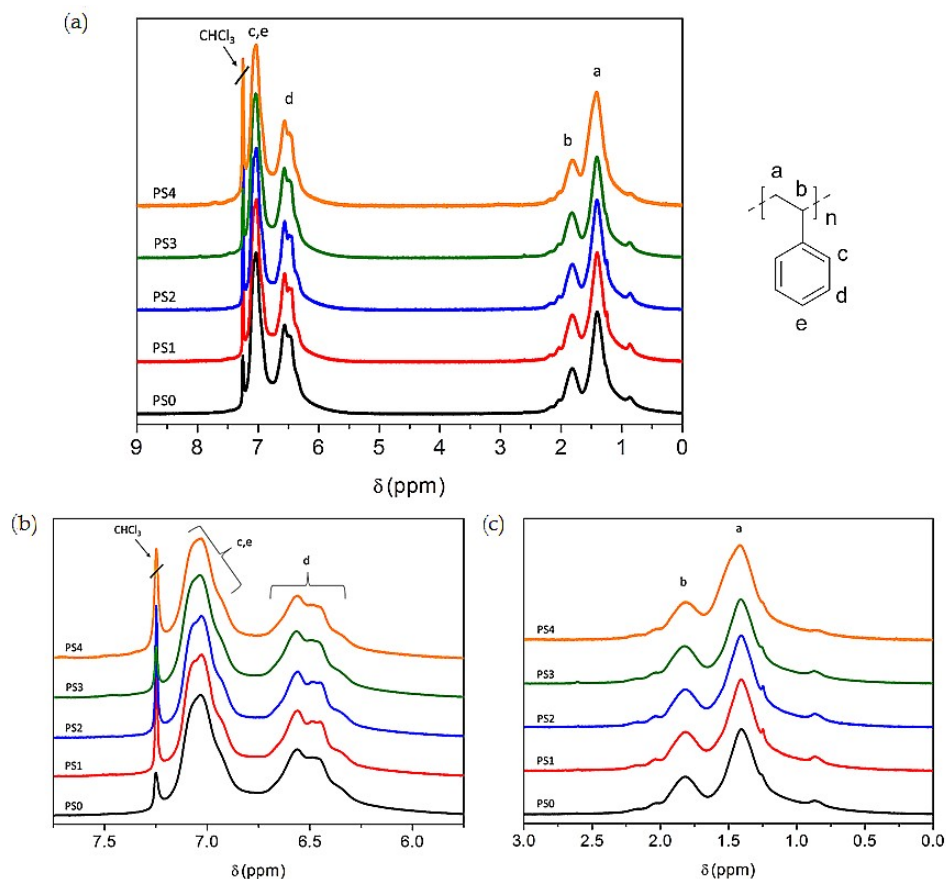 (a)
CHCl₃
c,e
d
b
a
PS4
PS3
PS2
PS1
PS0
9 8 7 6 5 4 3 2 1 0
δ (ppm)
a
b
n
c
d
e
(b)
CHCl₃
c,e
d
PS4
PS3
PS2
PS1
PS0
7.5 7.0 6.5 6.0
δ (ppm)
(c)
a
b
PS4
PS3
PS2
PS1
PS0
3.0 2.5 2.0 1.5 1.0 0.5 0.0
δ (ppm)